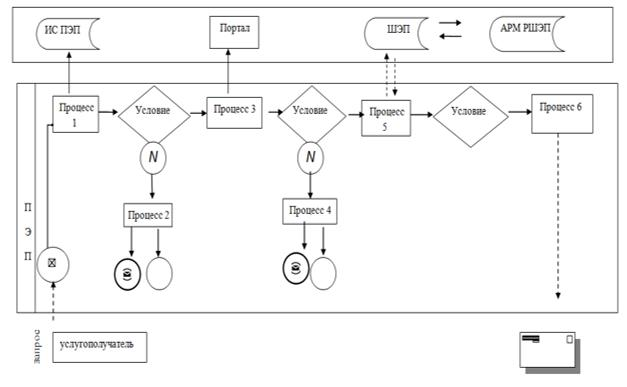 ИС ПЭП
Портал
ШЭП
АРМ РШЭП
Процесс
1
Условие
Процесс 3
Условие
Процесс
5
Условие
Процесс 6
N
N
Процесс 2
Процесс 4
П
Э
П
запрос
услугополучатель